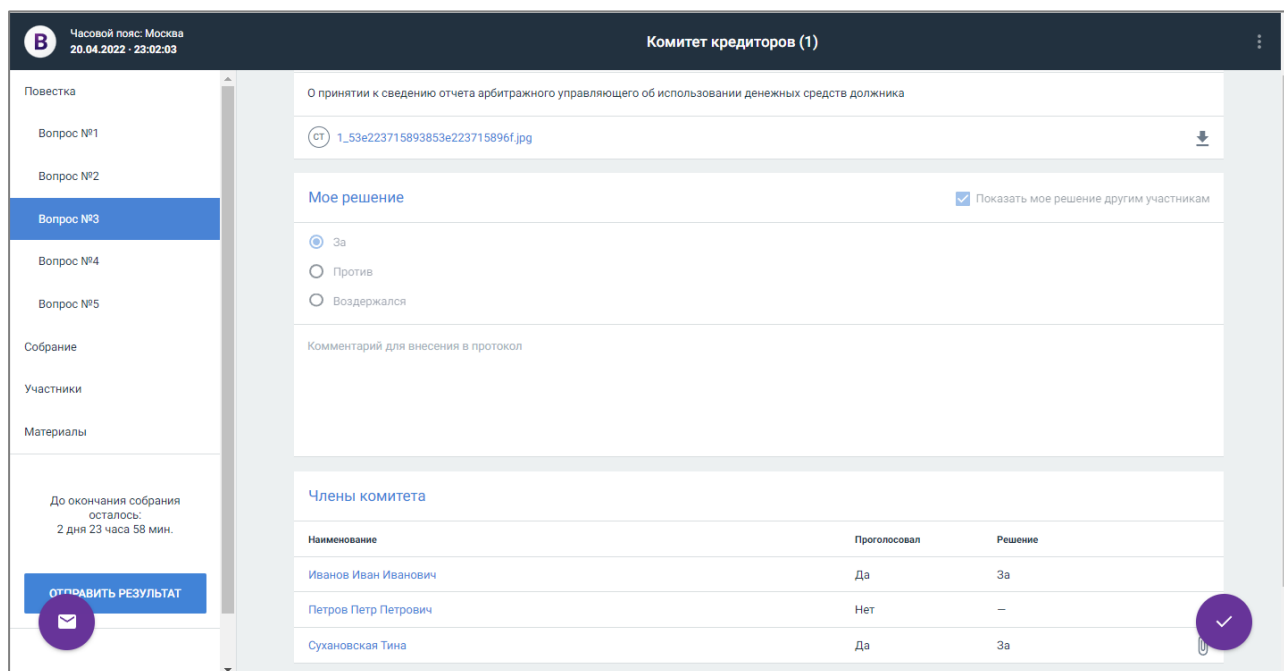 B
Часовой пояс: Москва
20.04.2022 · 23:02:03
Комитет кредиторов (1)
Повестка
Вопрос №1
Вопрос №2
Вопрос №3
Вопрос №4
Вопрос №5
Собрание
Участники
Материалы
До окончания собрания
осталось:
2 дня 23 часа 58 мин.
ОТПРАВИТЬ РЕЗУЛЬТАТ
О принятии к сведению отчета арбитражного управляющего об использовании денежных средств должника
СТ 1_53e223715893853e223715896f.jpg
Мое решение
Показать мое решение другим участникам
За
Против
Воздержался
Комментарий для внесения в протокол
Члены комитета
Наименование Проголосовал Решение
Иванов Иван Иванович Да За
Петров Петр Петрович Нет —
Сухановская Тина Да За